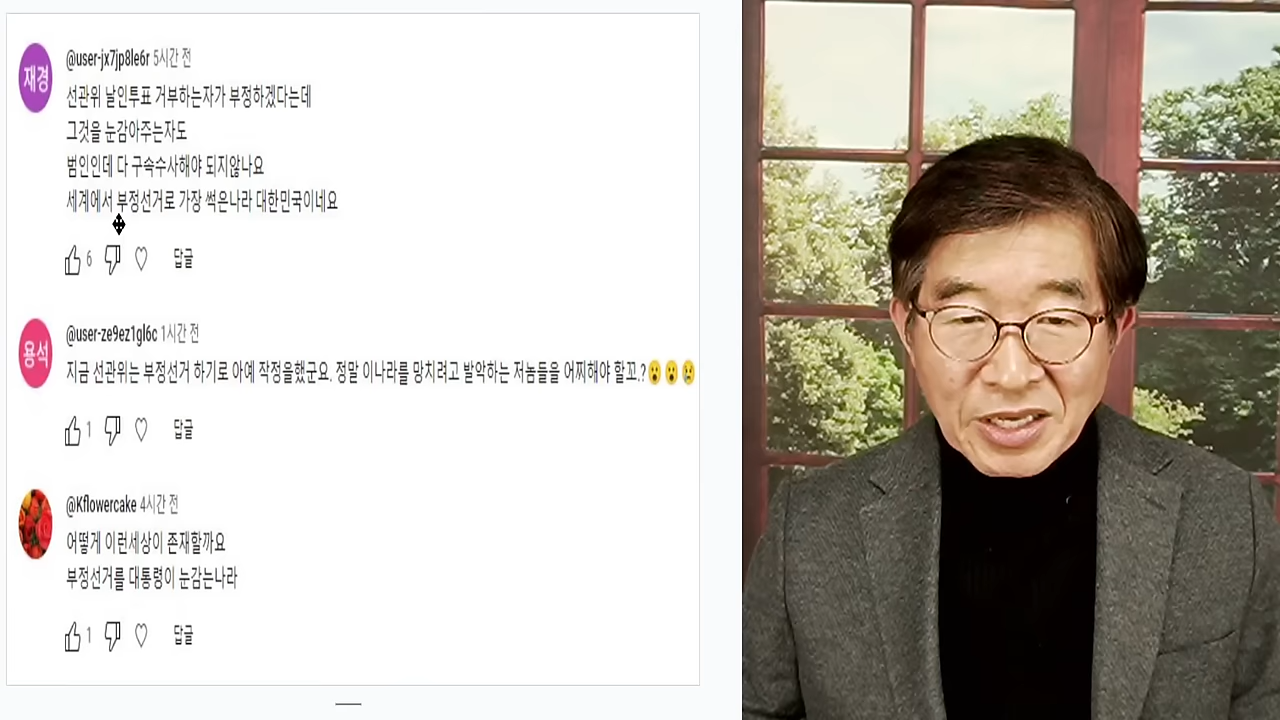 재경
@user-jx7jp8le6r 5시간 전
선관위 날인투표 거부하는자가 부정하겠다는데
그것을 눈감아주는자도
범인인데 다 구속수사해야 되지않나요
세계에서 부정선거로 가장 썩은나라 대한민국이네요
6 답글
용석
@user-ze9ez1gl6c 1시간 전
지금 선관위는 부정선거 하기로 아예 작정을했군요. 정말 이나라를 망치려고 발악하는 저놈들을 어찌해야 할꼬.?😮😮😢
1 답글
@Kflowercake 4시간 전
어떻게 이런세상이 존재할까요
부정선거를 대통령이 눈감는나라
1 답글